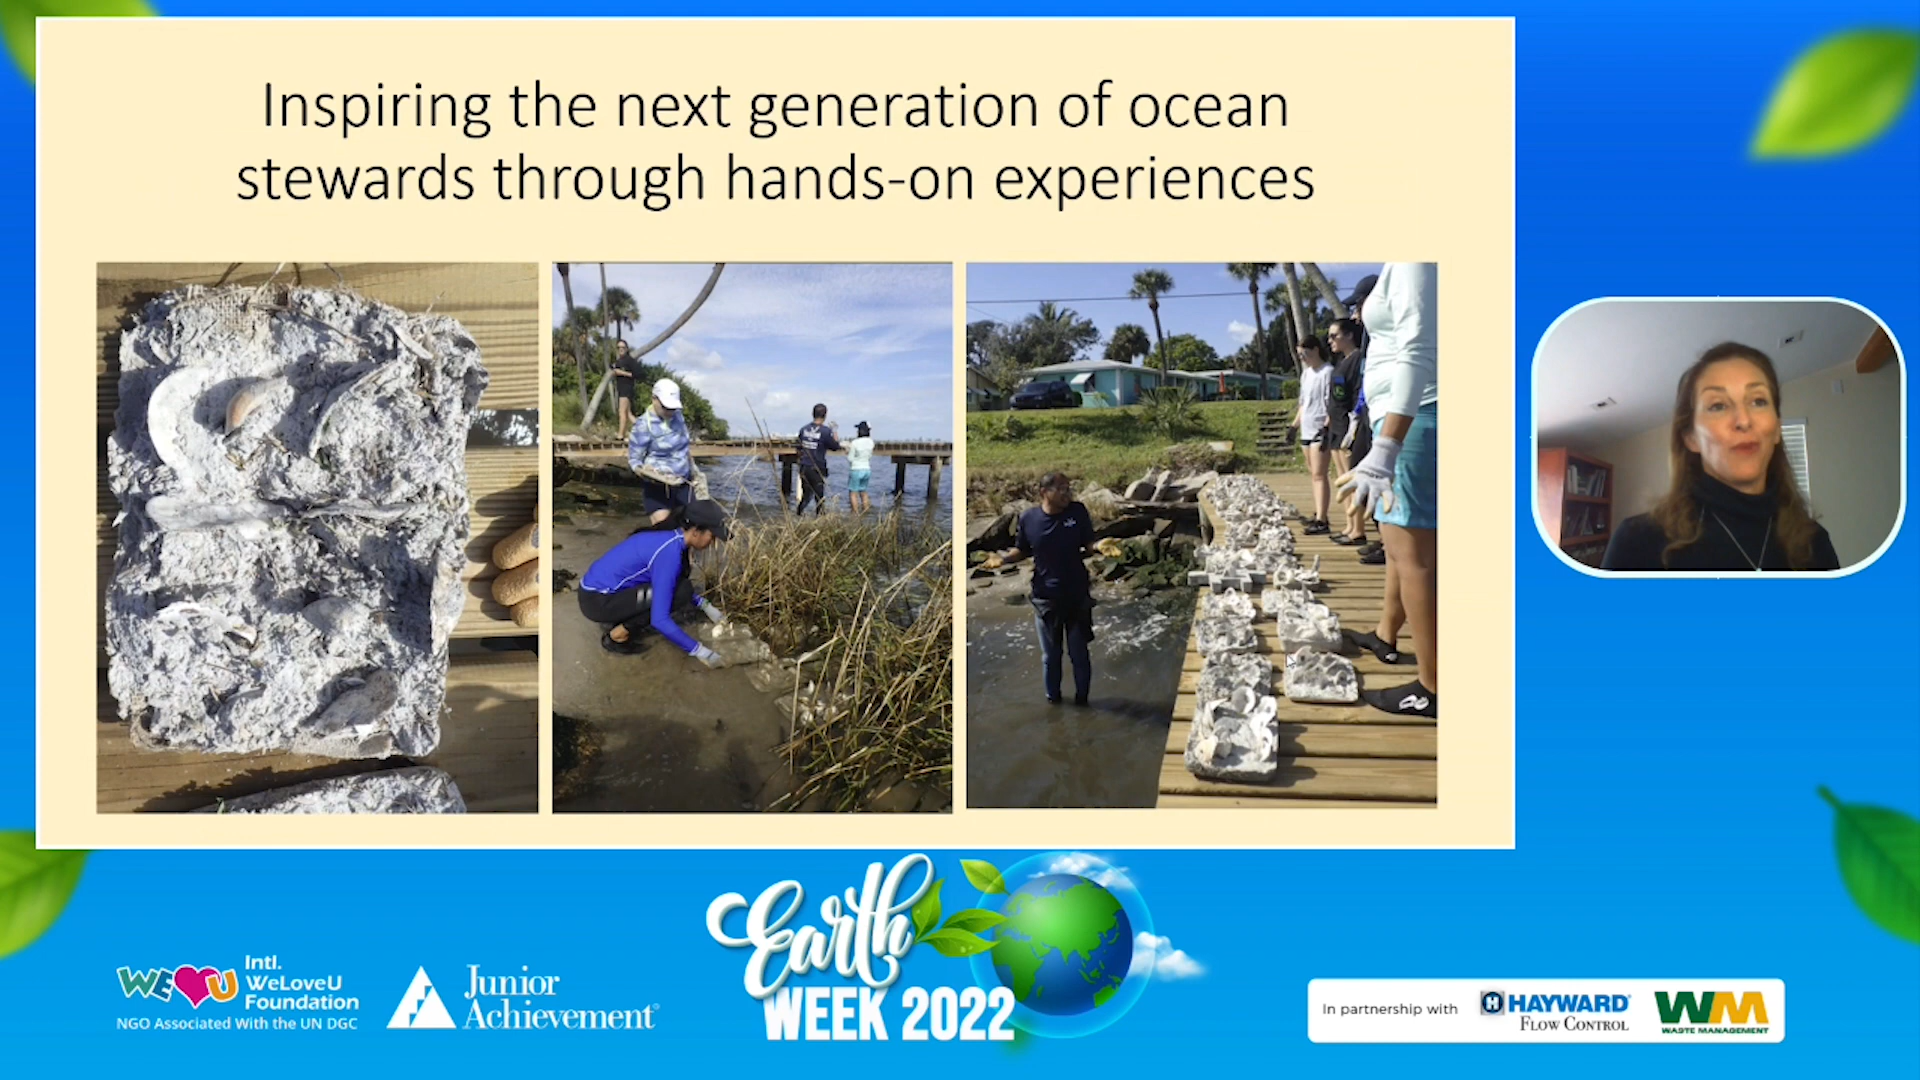 Inspiring the next generation of ocean
stewards through hands-on experiences
Earth
WEEK 2022
WE U
Intl.
WeLoveU
Foundation
NGO Associated With the UN DGC
Junior
Achievement®
In partnership with
H HAYWARD®
FLOW CONTROL
WM
WASTE MANAGEMENT